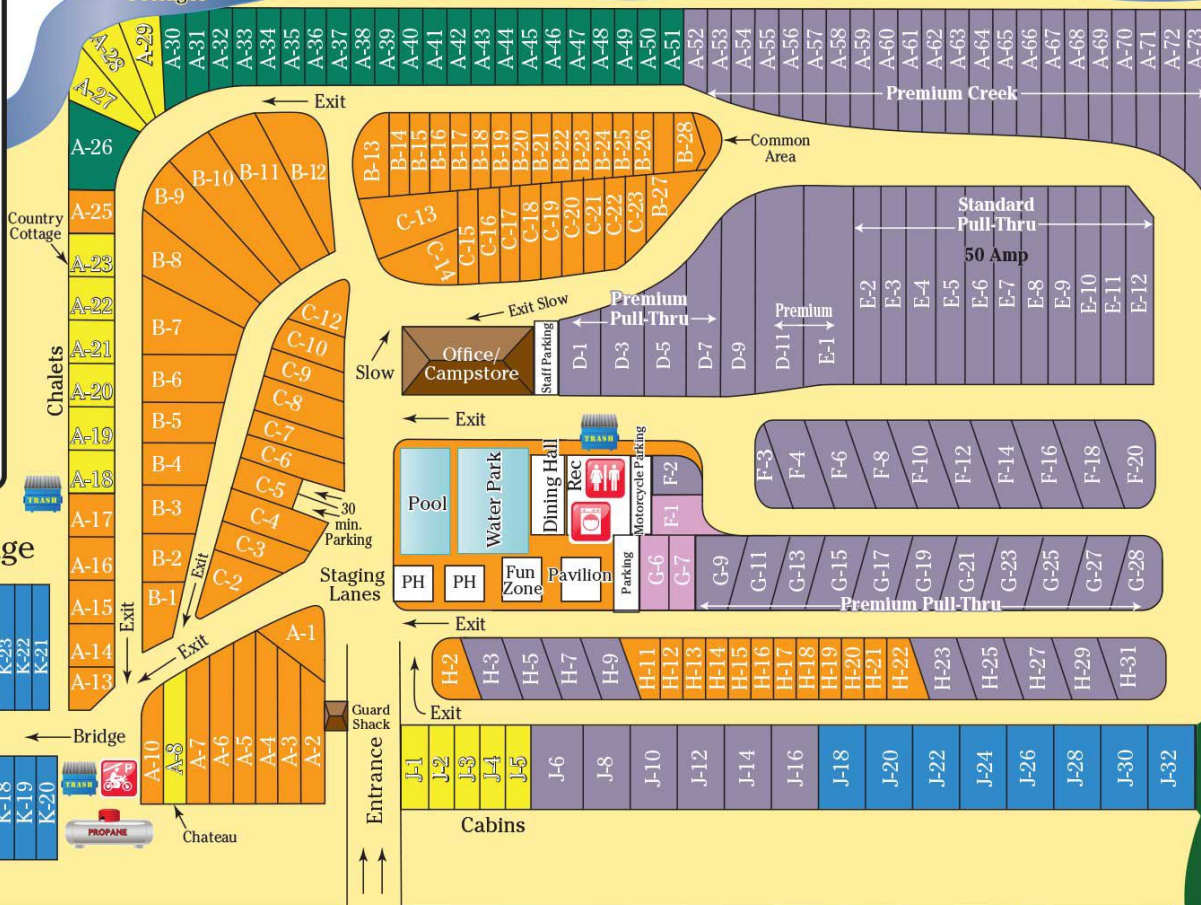 A-27
A-28
A-29
A-30
A-31
A-32
A-33
A-34
A-35
A-36
A-37
A-38
A-39
A-40
A-41
A-42
A-43
A-44
A-45
A-46
A-47
A-48
A-49
A-50
A-51
A-52
A-53
A-54
A-55
A-56
A-57
A-58
A-59
A-60
A-61
A-62
A-63
A-64
A-65
A-66
A-67
A-68
A-69
A-70
A-71
A-72
A-73
Premium Creek
Exit
A-26
A-25
Country
Cottage
A-23
A-22
A-21
A-20
A-19
A-18
Chalets
A-17
A-16
A-15
A-14
A-13
TRASH
ge
B-12
B-11
B-10
B-9
B-8
B-7
B-6
B-5
B-4
B-3
B-2
B-1
B-13
B-14
B-15
B-16
B-17
B-18
B-19
B-20
B-21
B-22
B-23
B-24
B-25
B-26
B-28
B-27
Common
Area
C-13
C-14
C-15
C-16
C-17
C-18
C-19
C-20
C-21
C-22
C-23
C-12
C-10
C-9
C-8
C-7
C-6
C-5
C-4
C-3
C-2
30
min.
Parking
Slow
Exit Slow
Office/
Campstore
Staff Parking
Premium
Pull-Thru
D-1
D-3
D-5
D-7
D-9
Premium
D-11
E-1
Standard
Pull-Thru
50 Amp
E-2
E-3
E-4
E-5
E-6
E-7
E-8
E-9
E-10
E-11
E-12
Exit
TRASH
Pool
Water Park
Dining Hall
Rec
Motorcycle Parking
F-2
F-1
F-3
F-4
F-6
F-8
F-10
F-12
F-14
F-16
F-18
F-20
PH
PH
Fun
Zone
Pavilion
Parking
G-6
G-7
G-9
G-11
G-13
G-15
G-17
G-19
G-21
G-23
G-25
G-27
G-28
Premium Pull-Thru
Staging
Lanes
Exit
Exit
Exit
Exit
H-2
H-3
H-5
H-7
H-9
H-11
H-12
H-13
H-14
H-15
H-16
H-17
H-18
H-19
H-20
H-21
H-22
H-23
H-25
H-27
H-29
H-31
Exit
K-23
K-22
K-21
Bridge
K-18
K-19
K-20
TRASH
P
PROPANE
A-1
A-10
A-8
A-7
A-6
A-5
A-4
A-3
A-2
Chateau
Guard
Shack
Entrance
J-1
J-2
J-3
J-4
J-5
J-6
J-8
J-10
J-12
J-14
J-16
J-18
J-20
J-22
J-24
J-26
J-28
J-30
J-32
Cabins